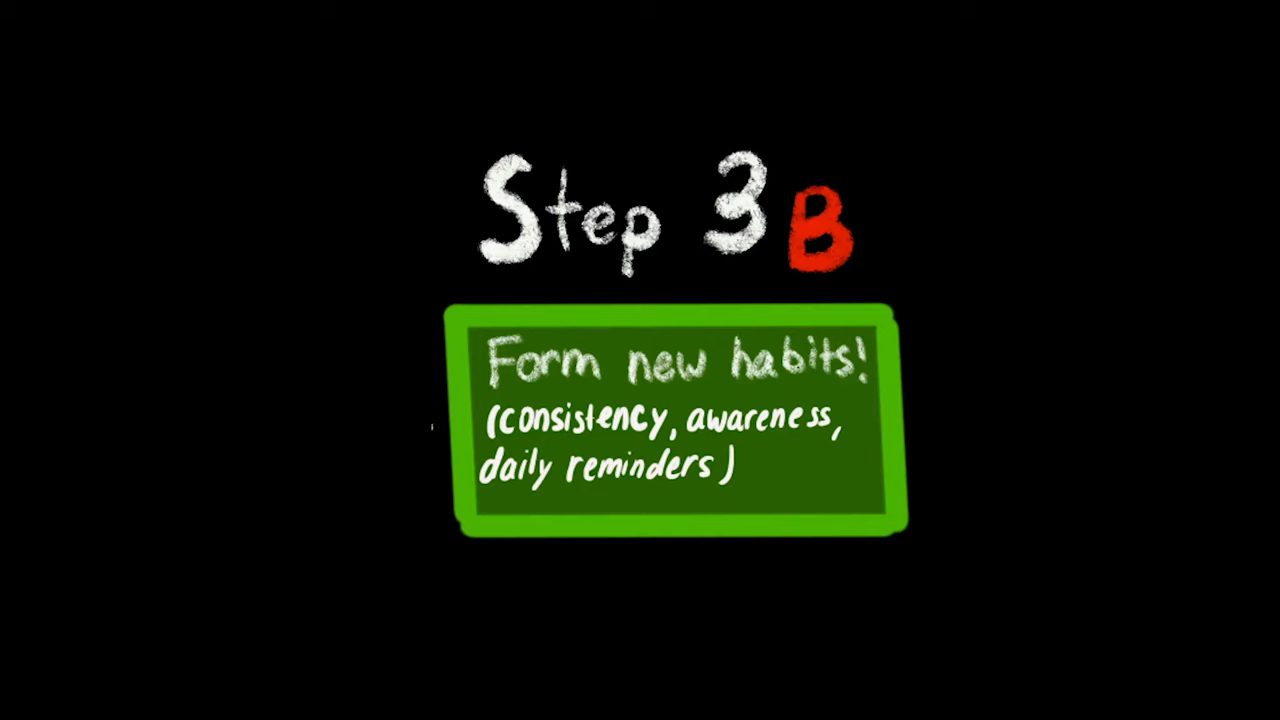 Step 3B
Form new habits!
(consistency, awareness,
daily reminders)